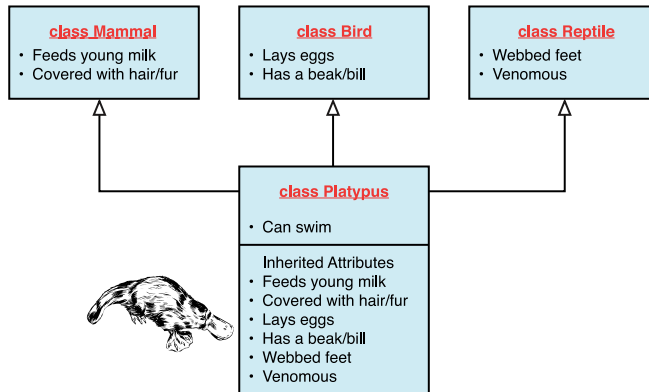 class Mammal
• Feeds young milk
• Covered with hair/fur
class Bird
• Lays eggs
• Has a beak/bill
class Reptile
• Webbed feet
• Venomous
class Platypus
• Can swim
Inherited Attributes
• Feeds young milk
• Covered with hair/fur
• Lays eggs
• Has a beak/bill
• Webbed feet
• Venomous